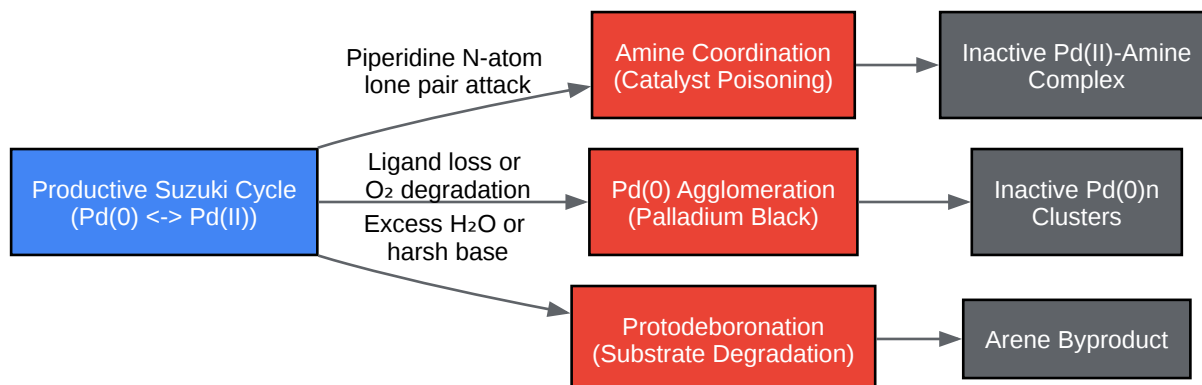 Piperidine N-atom
lone pair attack
Amine Coordination
(Catalyst Poisoning)
Inactive Pd(II)-Amine
Complex
Productive Suzuki Cycle
(Pd(0) <-> Pd(II))
Ligand loss or
O₂ degradation
Pd(0) Agglomeration
(Palladium Black)
Inactive Pd(0)n
Clusters
Excess H₂O or
harsh base
Protodeboronation
(Substrate Degradation)
Arene Byproduct